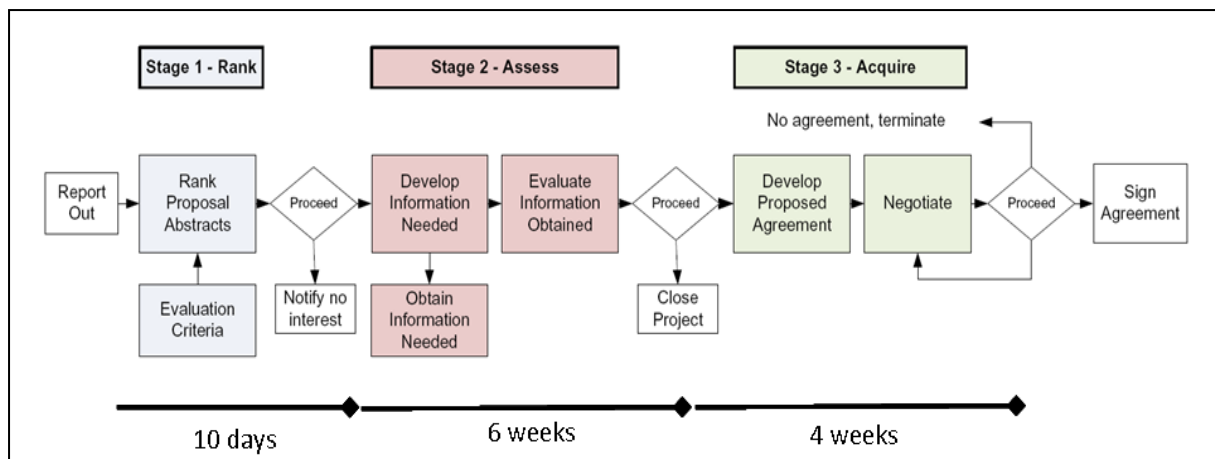 Stage 1 - Rank
Stage 2 - Assess
Stage 3 - Acquire
No agreement, terminate
Report
Out
Rank
Proposal
Abstracts
Proceed
Develop
Information
Needed
Evaluate
Information
Obtained
Proceed
Develop
Proposed
Agreement
Negotiate
Proceed
Sign
Agreement
Evaluation
Criteria
Notify no
interest
Obtain
Information
Needed
Close
Project
10 days
6 weeks
4 weeks